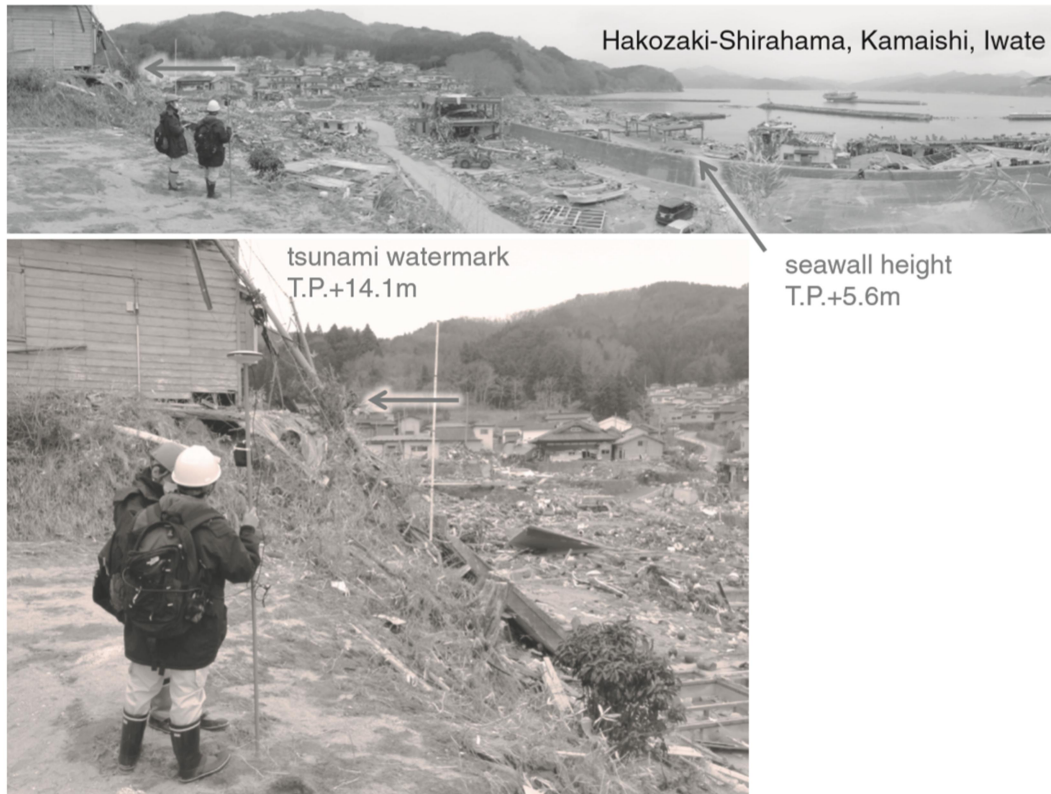 Hakozaki-Shirahama, Kamaishi, Iwate
tsunami watermark
T.P.+14.1m
seawall height
T.P.+5.6m